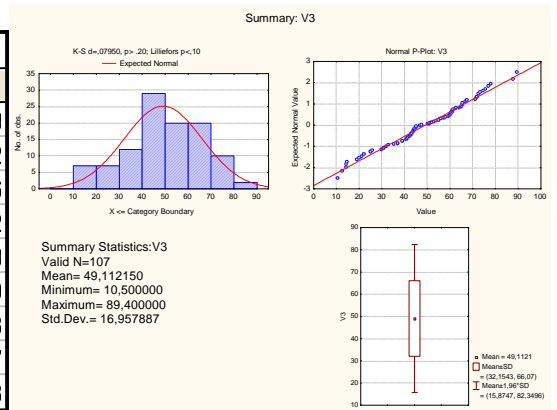 Summary: V3
K-S d=,07950, p> .20; Lilliefors p<,10
Expected Normal
35
30
25
20
15
10
5
0
No. of obs.
0 10 20 30 40 50 60 70 80 90
X <= Category Boundary
Normal P-Plot: V3
3
2
1
0
-1
-2
-3
Expected Normal Value
0 10 20 30 40 50 60 70 80 90 100
Value
Summary Statistics:V3
Valid N=107
Mean= 49,112150
Minimum= 10,500000
Maximum= 89,400000
Std.Dev.= 16,957887
90
80
70
60
50
40
30
20
10
V3
Mean = 49,1121
Mean±SD
= (32,1543, 66,07)
Mean±1,96*SD
= (15,8747, 82,3496)